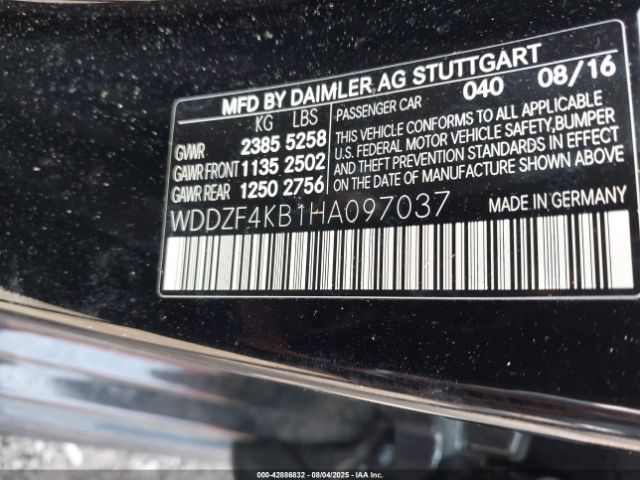 MFD BY DAIMLER AG STUTTGART
KG LBS PASSENGER CAR 040 08/16
GVWR 2385 5258
GAWR FRONT 1135 2502
GAWR REAR 1250 2756
THIS VEHICLE CONFORMS TO ALL APPLICABLE
U.S. FEDERAL MOTOR VEHICLE SAFETY, BUMPER
AND THEFT PREVENTION STANDARDS IN EFFECT
ON THE DATE OF MANUFACTURE SHOWN ABOVE
WDDZF4KB1HA097037 MADE IN GERMANY
000-42886832 - 08/04/2025 - IAAI.COM